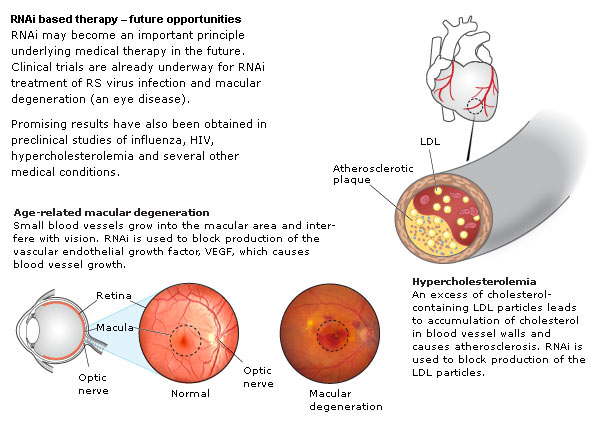 RNAi based therapy – future opportunities
RNAi may become an important principle
underlying medical therapy in the future.
Clinical trials are already underway for RNAi
treatment of RS virus infection and macular
degeneration (an eye disease).
Promising results have also been obtained in
preclinical studies of influenza, HIV,
hypercholesterolemia and several other
medical conditions.
LDL
Atherosclerotic
plaque
Age-related macular degeneration
Small blood vessels grow into the macular area and inter-
fere with vision. RNAi is used to block production of the
vascular endothelial growth factor, VEGF, which causes
blood vessel growth.
Retina
Macula
Optic
nerve
Optic
nerve
Normal
Macular
degeneration
Hypercholesterolemia
An excess of cholesterol-
containing LDL particles leads
to accumulation of cholesterol
in blood vessel walls and
causes atherosclerosis. RNAi is
used to block production of the
LDL particles.